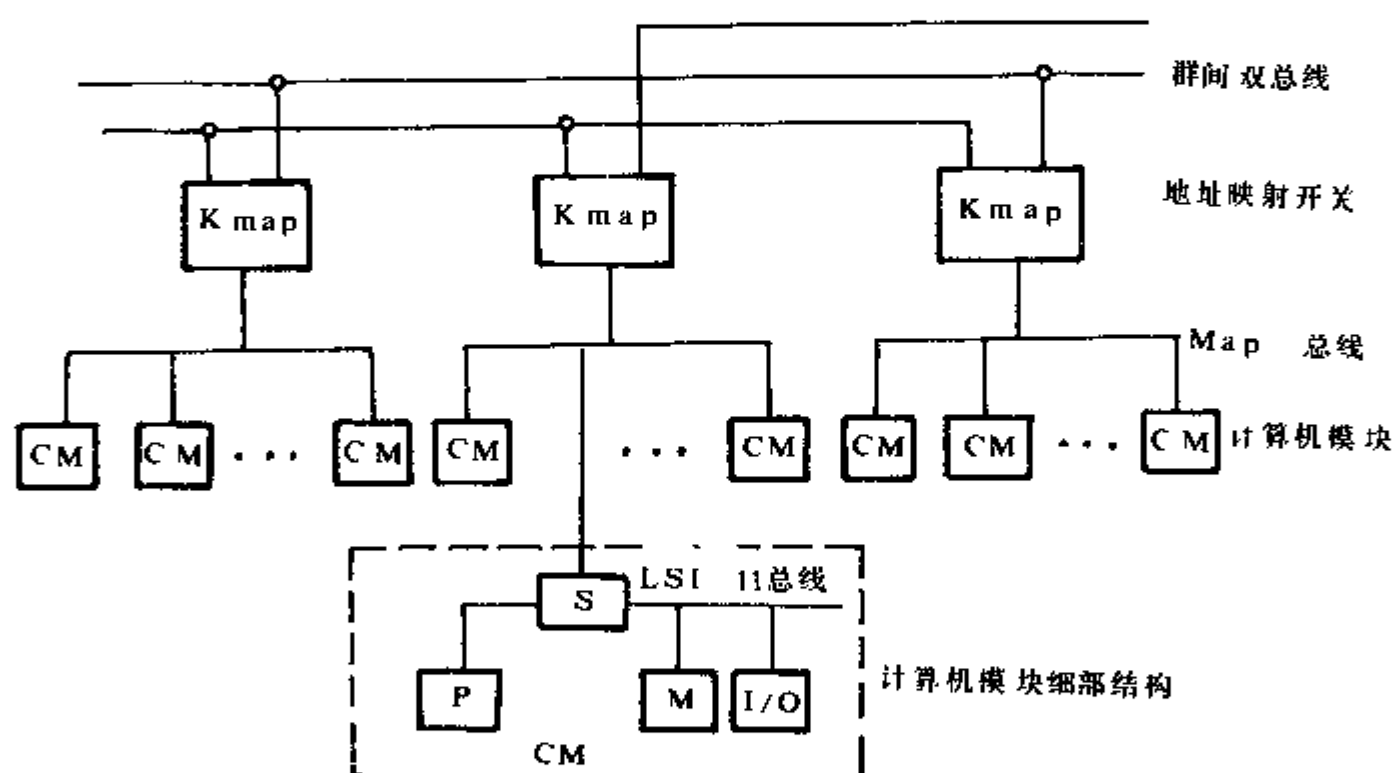 群间双总线
K map K map K map
地址映射开关
Map 总线
CM CM ... CM CM ... CM CM CM ... CM 计算机模块
LSI 11总线
S
P M I/O
计算机模块细部结构
CM